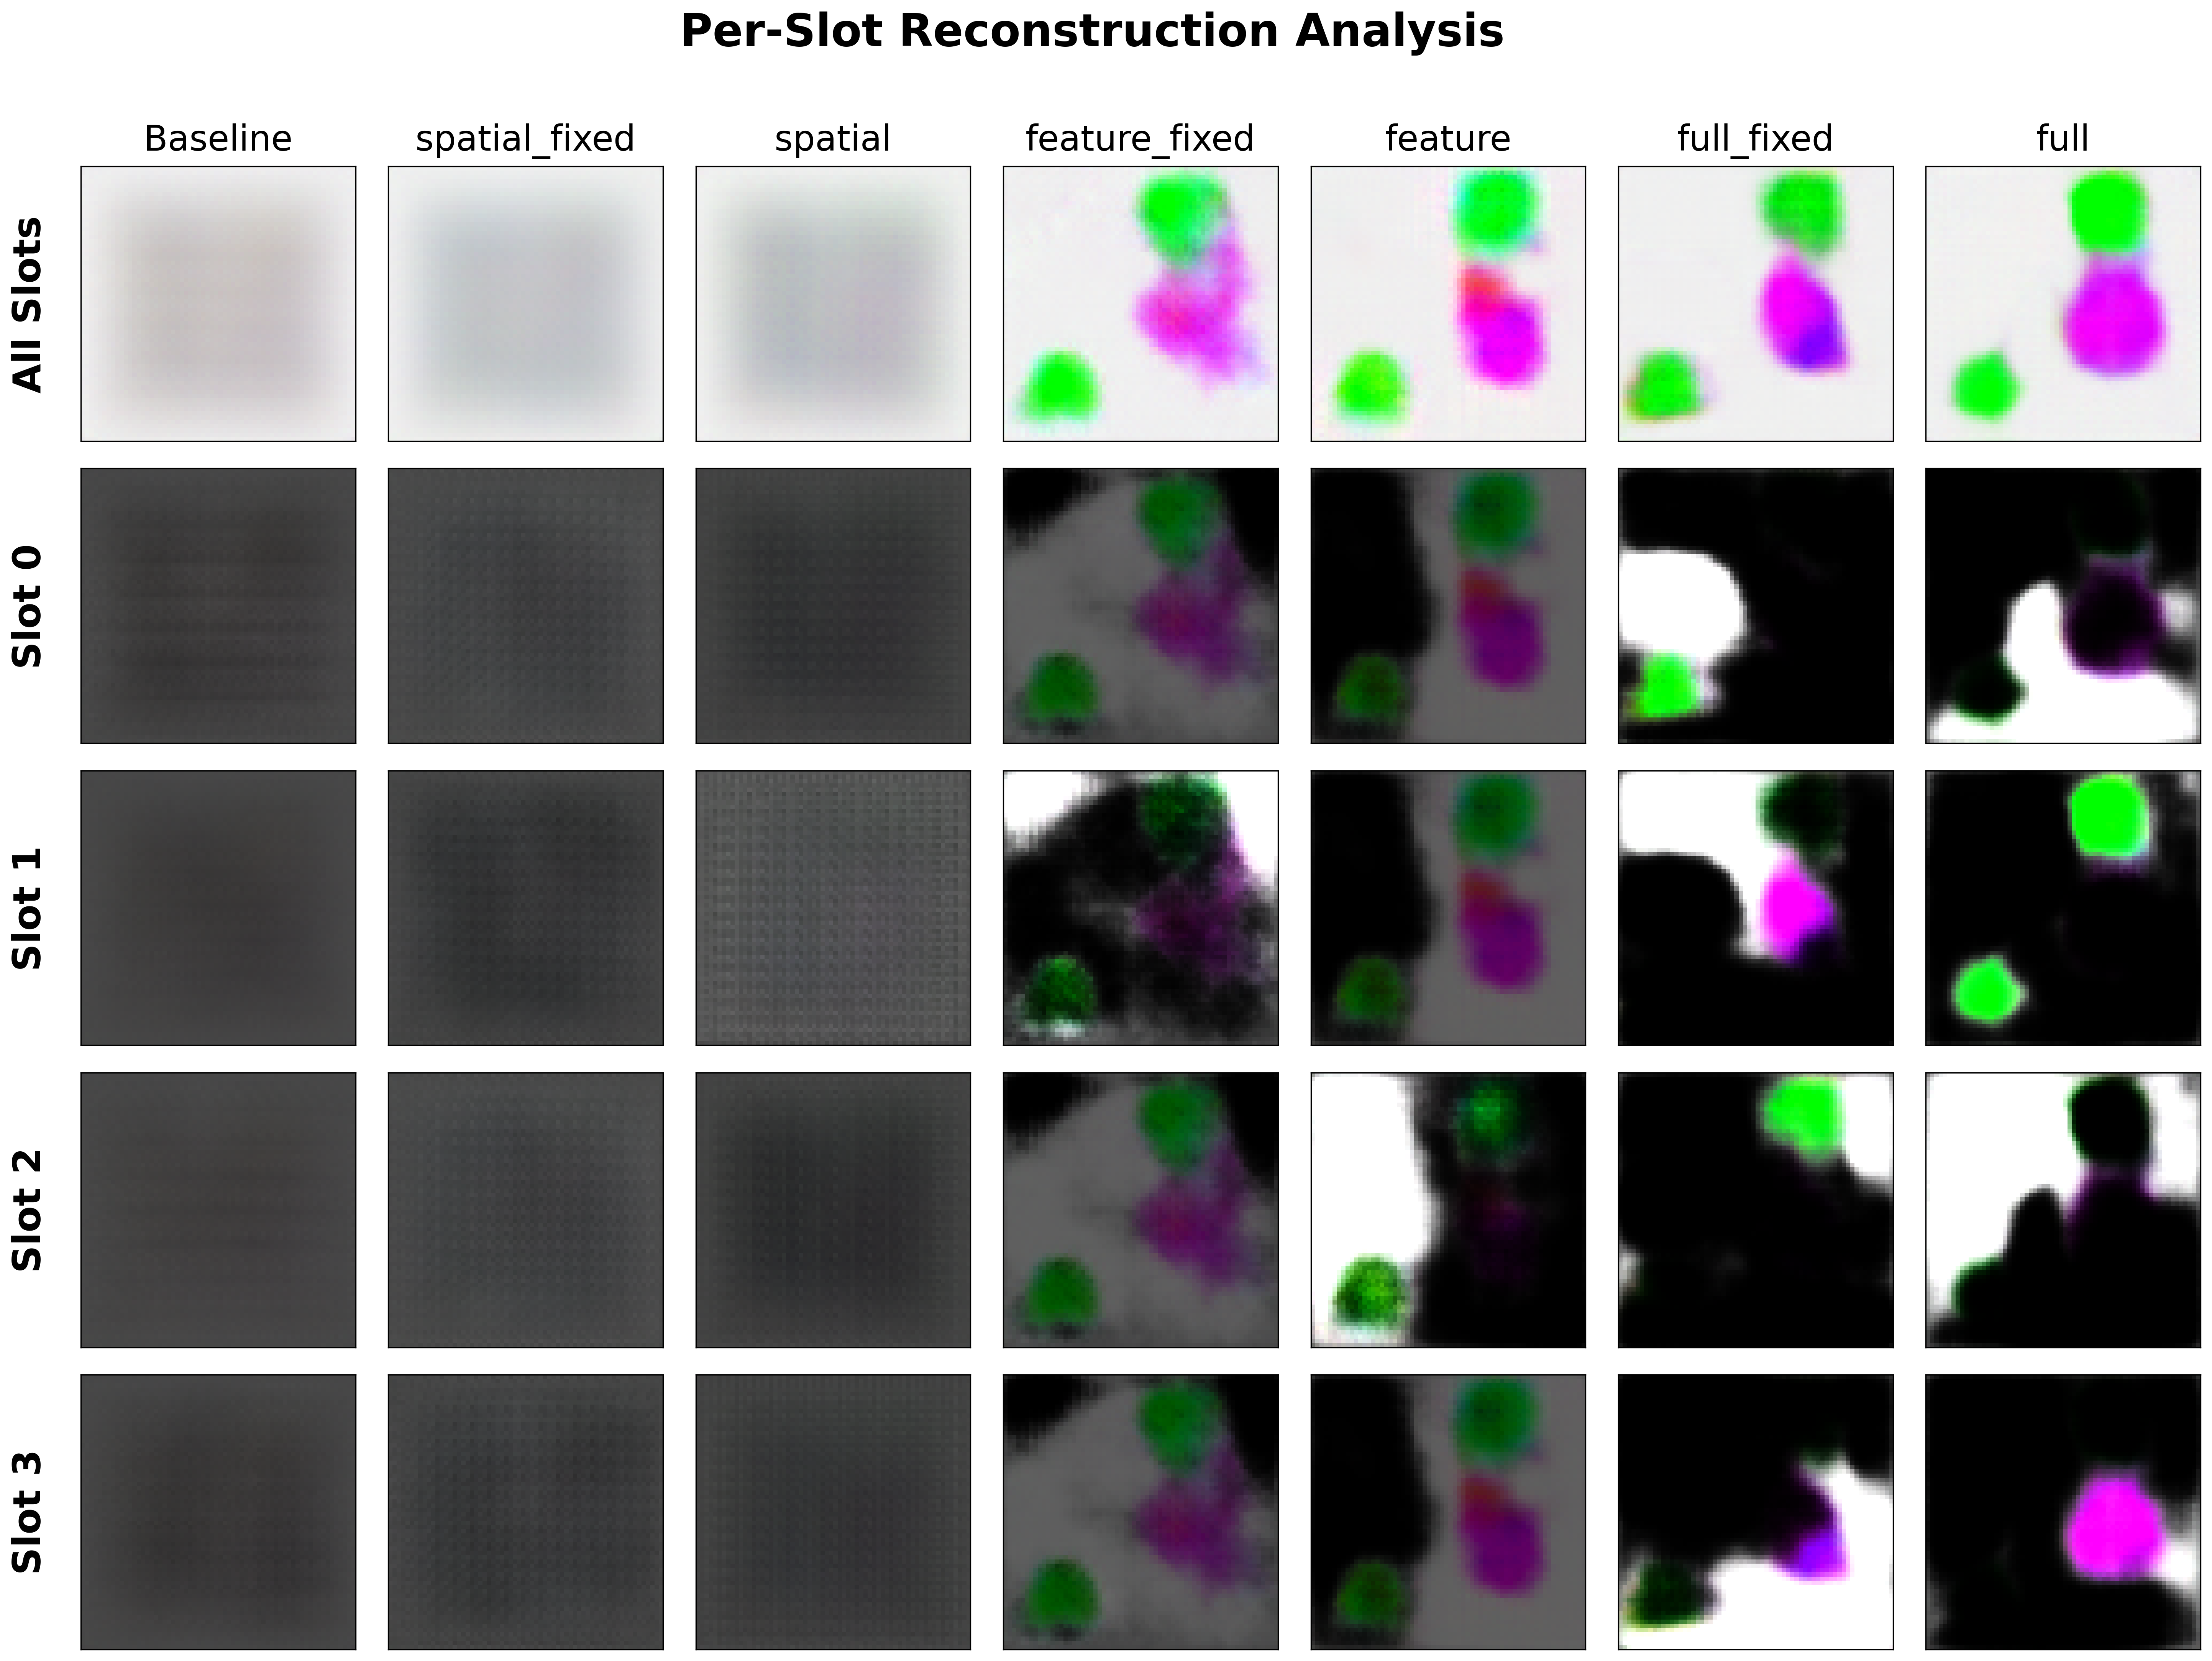 Per-Slot Reconstruction Analysis
Baseline spatial_fixed spatial feature_fixed feature full_fixed full
All Slots
Slot 0
Slot 1
Slot 2
Slot 3